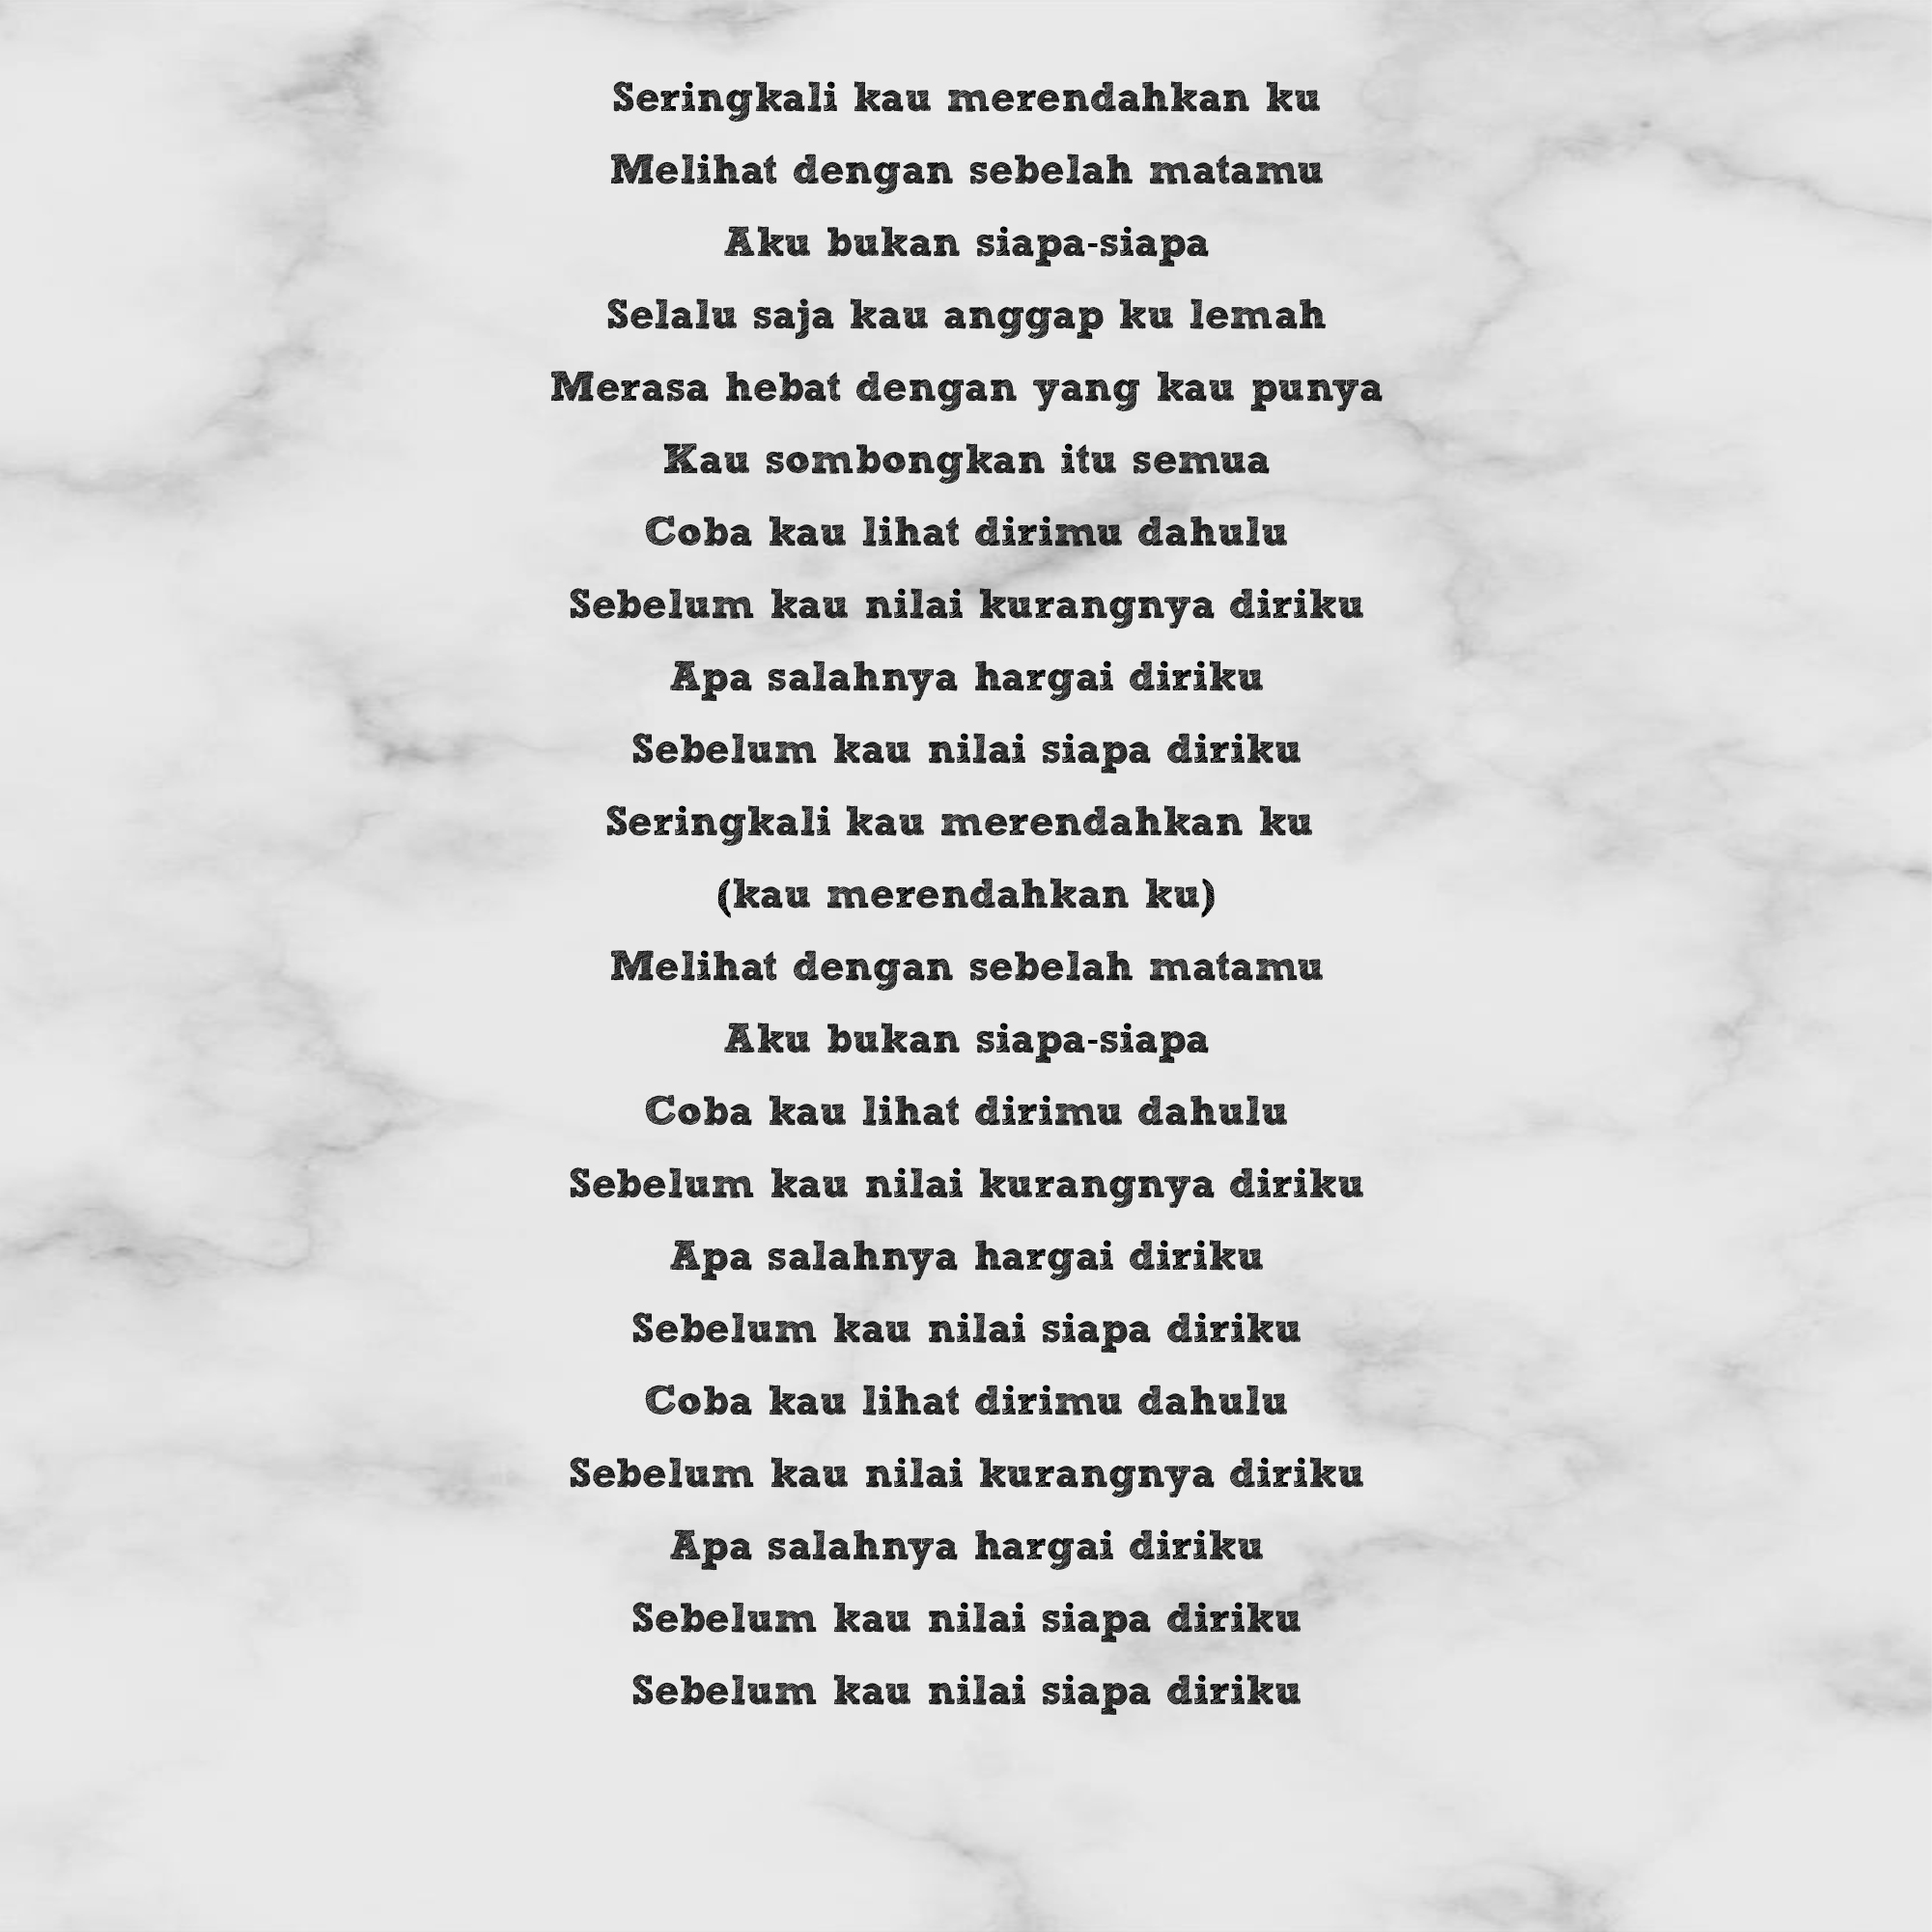 Seringkali kau merendahkan ku
Melihat dengan sebelah matamu
Aku bukan siapa-siapa
Selalu saja kau anggap ku lemah
Merasa hebat dengan yang kau punya
Kau sombongkan itu semua
Coba kau lihat dirimu dahulu
Sebelum kau nilai kurangnya diriku
Apa salahnya hargai diriku
Sebelum kau nilai siapa diriku
Seringkali kau merendahkan ku
(kau merendahkan ku)
Melihat dengan sebelah matamu
Aku bukan siapa-siapa
Coba kau lihat dirimu dahulu
Sebelum kau nilai kurangnya diriku
Apa salahnya hargai diriku
Sebelum kau nilai siapa diriku
Coba kau lihat dirimu dahulu
Sebelum kau nilai kurangnya diriku
Apa salahnya hargai diriku
Sebelum kau nilai siapa diriku
Sebelum kau nilai siapa diriku